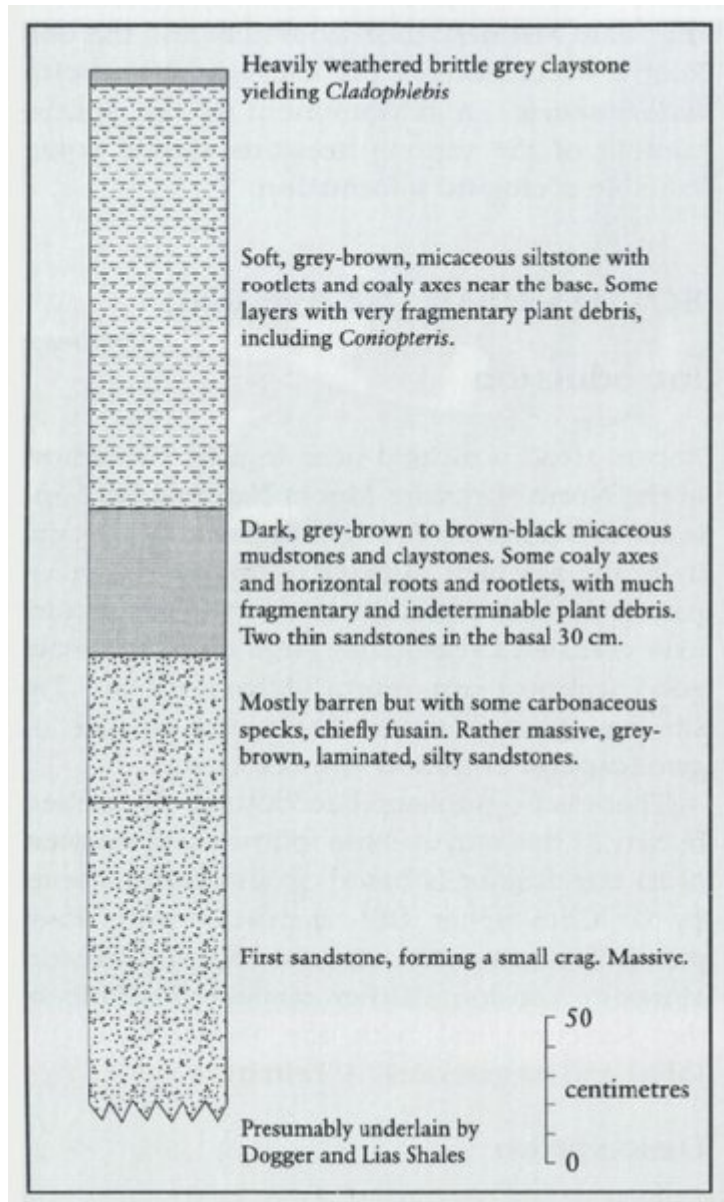 Heavily weathered brittle grey claystone
yielding Cladophlebis
Soft, grey-brown, micaceous siltstone with
rootlets and coaly axes near the base. Some
layers with very fragmentary plant debris,
including Coniopteris.
Dark, grey-brown to brown-black micaceous
mudstones and claystones. Some coaly axes
and horizontal roots and rootlets, with much
fragmentary and indeterminable plant debris.
Two thin sandstones in the basal 30 cm.
Mostly barren but with some carbonaceous
specks, chiefly fusain. Rather massive, grey-
brown, laminated, silty sandstones.
First sandstone, forming a small crag. Massive.
50
centimetres
0
Presumably underlain by
Dogger and Lias Shales